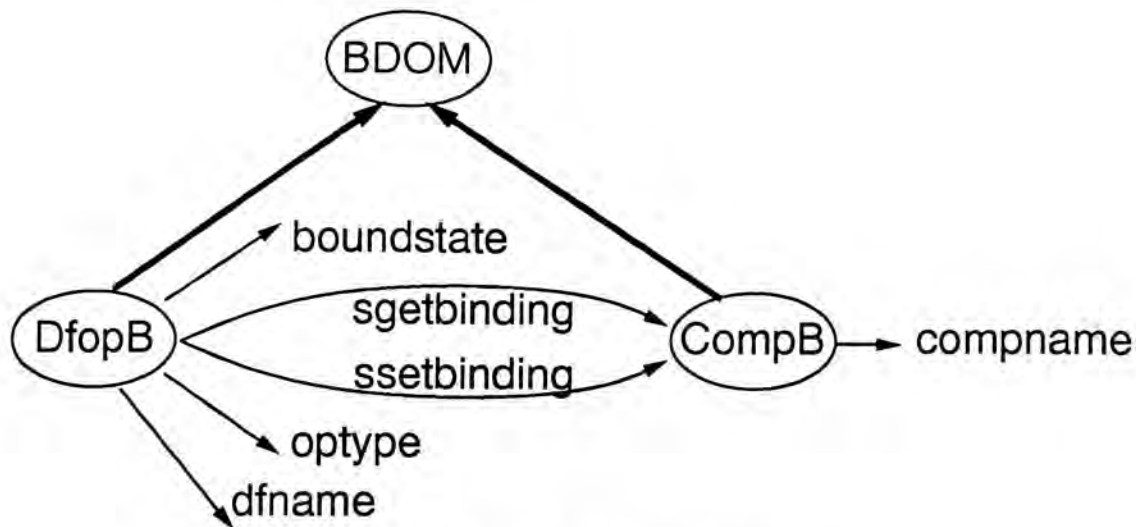 BDOM
boundstate
sgetbinding
DfopB
CompB
compname
ssetbinding
optype
dfname